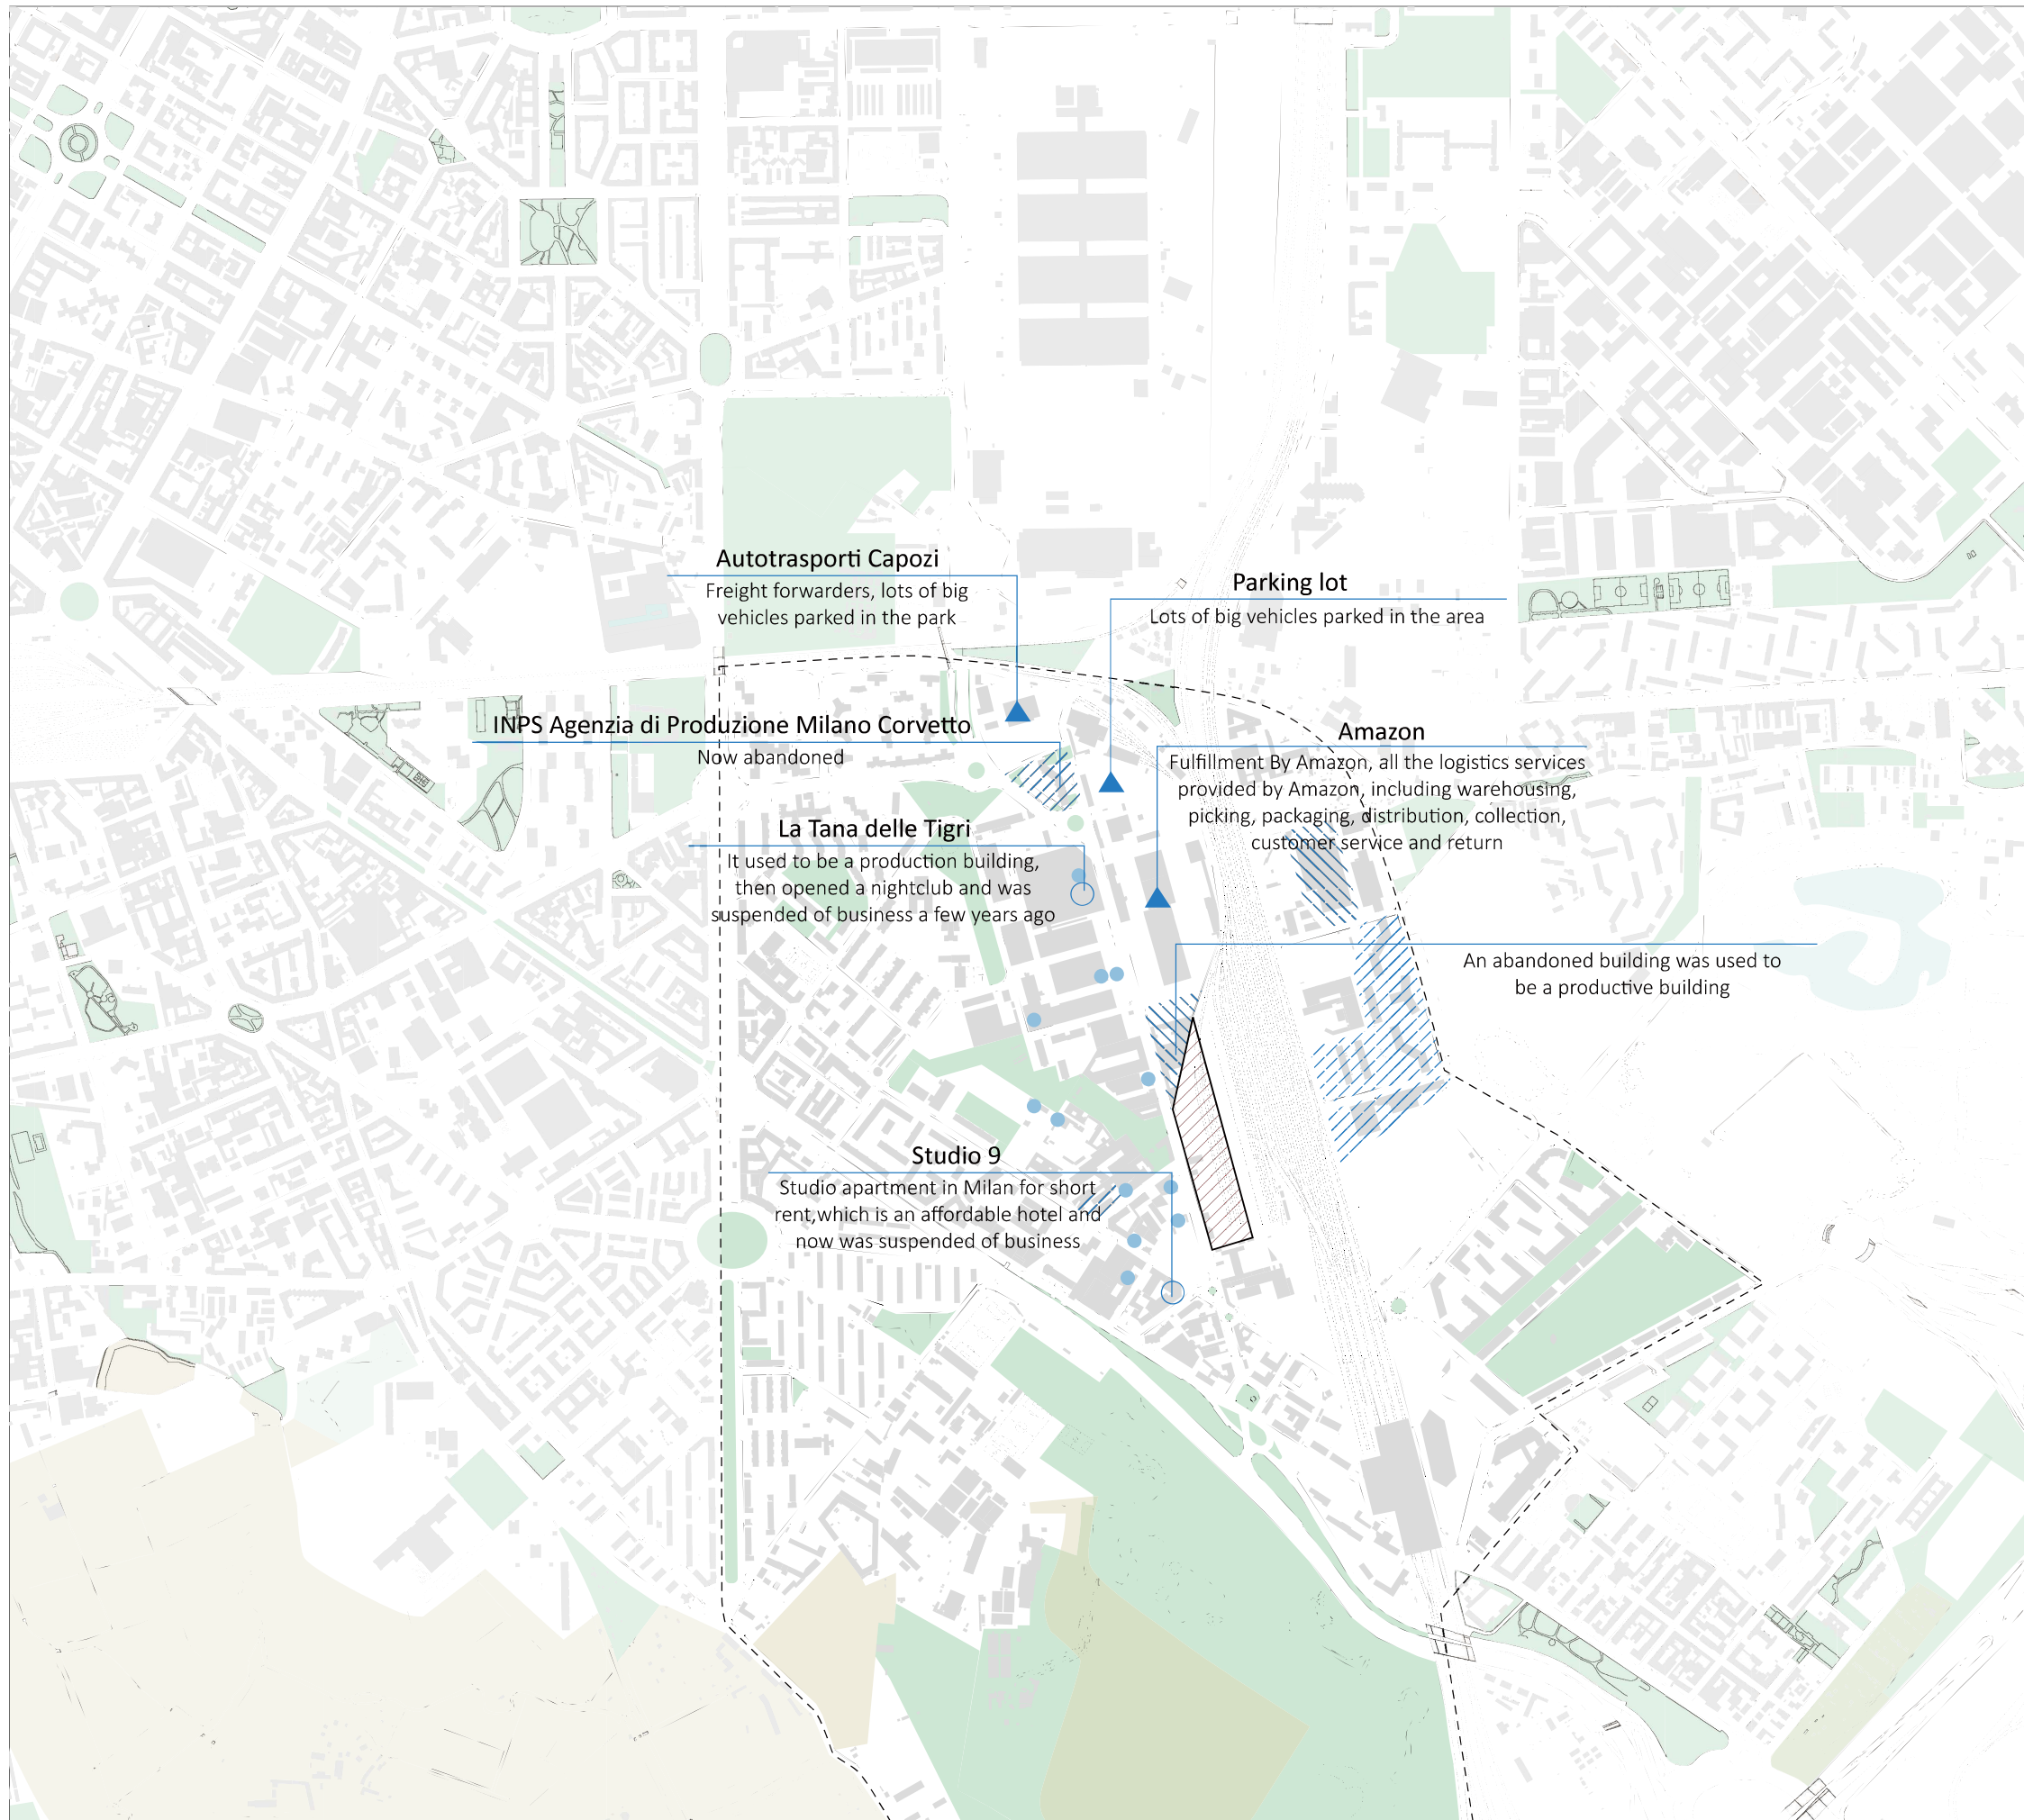 Autotrasporti Capozi
Freight forwarders, lots of big
vehicles parked in the park
Parking lot
Lots of big vehicles parked in the area
INPS Agenzia di Produzione Milano Corvetto
Now abandoned
Amazon
Fulfillment By Amazon, all the logistics services
provided by Amazon, including warehousing,
picking, packaging, distribution, collection,
customer service and return
La Tana delle Tigri
It used to be a production building,
then opened a nightclub and was
suspended of business a few years ago
An abandoned building was used to
be a productive building
Studio 9
Studio apartment in Milan for short
rent,which is an affordable hotel and
now was suspended of business